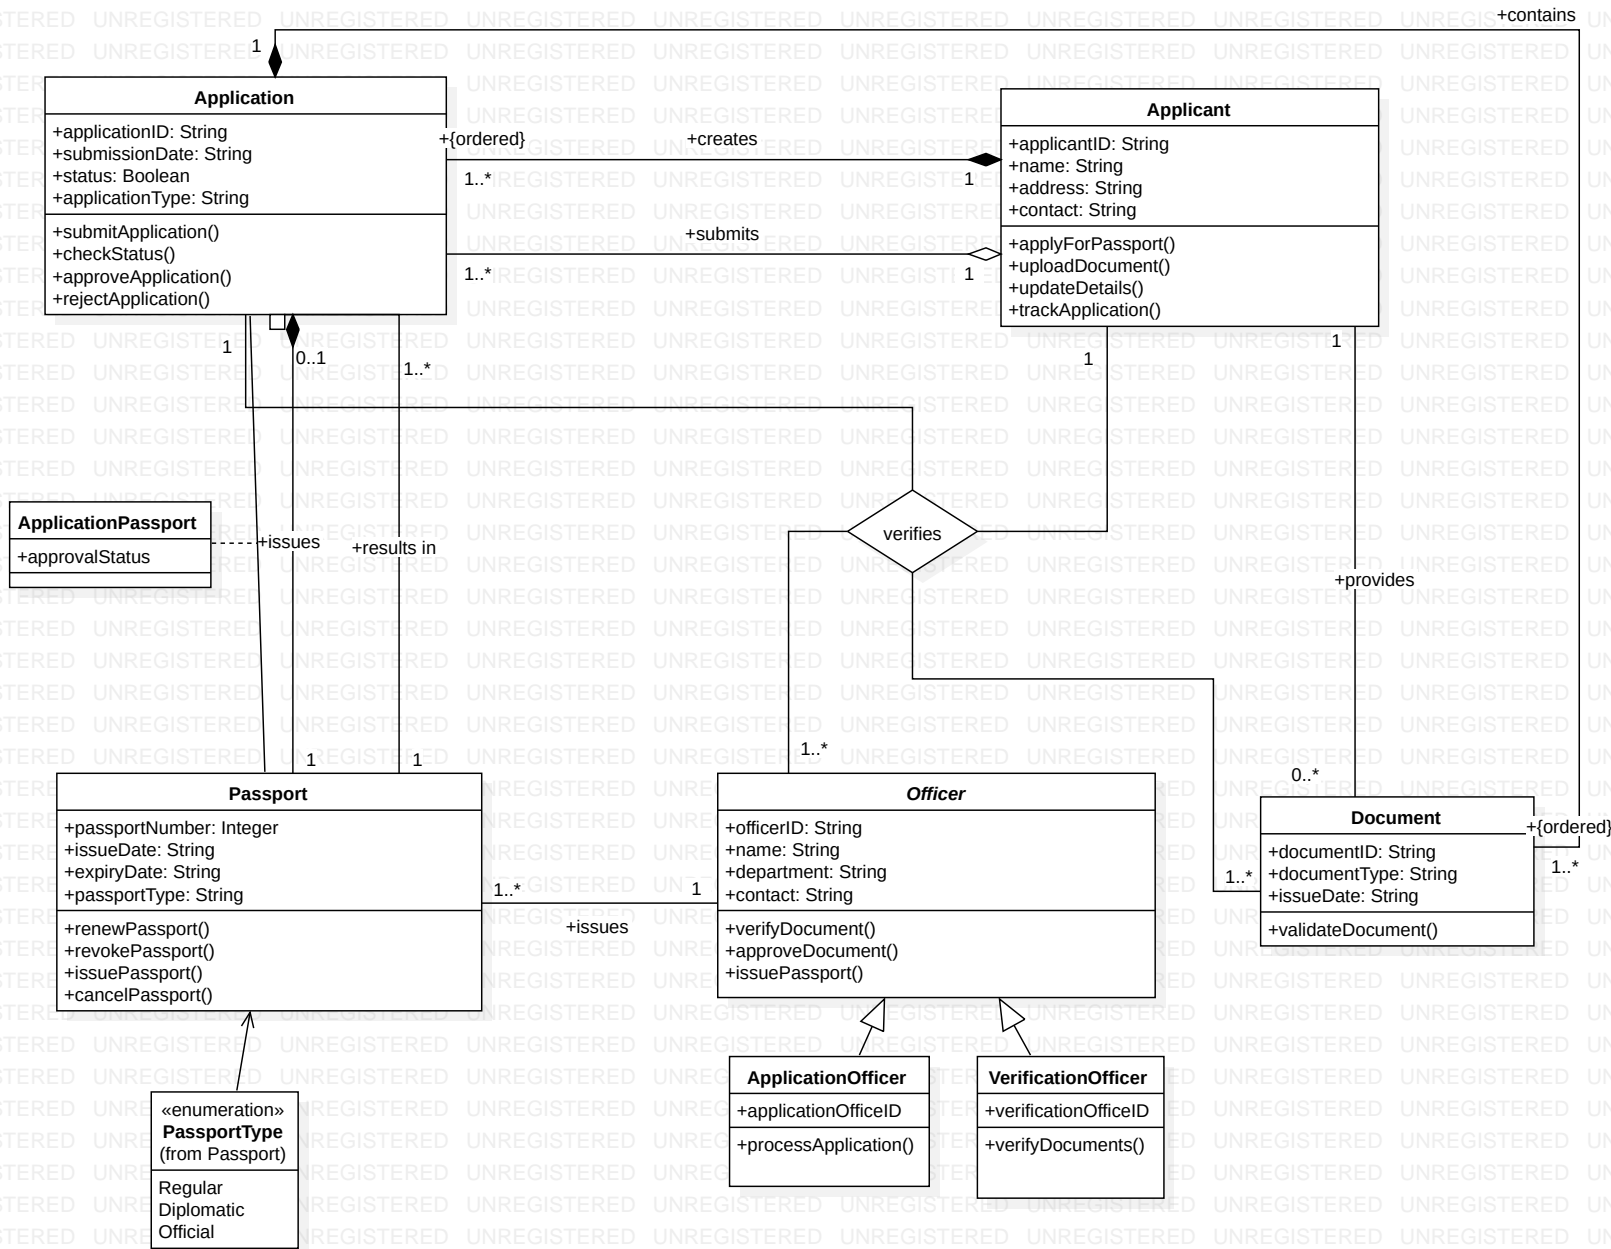 +contains
1
Application
+applicationID: String
+submissionDate: String
+status: Boolean
+applicationType: String
+submitApplication()
+checkStatus()
+approveApplication()
+rejectApplication()
+{ordered}
+creates
1..*
1
+submits
1..*
1
Applicant
+applicantID: String
+name: String
+address: String
+contact: String
+applyForPassport()
+uploadDocument()
+updateDetails()
+trackApplication()
1
0..1
1..*
1
1
ApplicationPassport
+approvalStatus
+issues
+results in
verifies
+provides
1
1
1..*
0..*
Passport
+passportNumber: Integer
+issueDate: String
+expiryDate: String
+passportType: String
+renewPassport()
+revokePassport()
+issuePassport()
+cancelPassport()
1..*
1
+issues
Officer
+officerID: String
+name: String
+department: String
+contact: String
+verifyDocument()
+approveDocument()
+issuePassport()
1..*
Document
+documentID: String
+documentType: String
+issueDate: String
+validateDocument()
+{ordered}
1..*
ApplicationOfficer
+applicationOfficeID
+processApplication()
VerificationOfficer
+verificationOfficeID
+verifyDocuments()
«enumeration»
PassportType
(from Passport)
Regular
Diplomatic
Official
UNREGISTERED